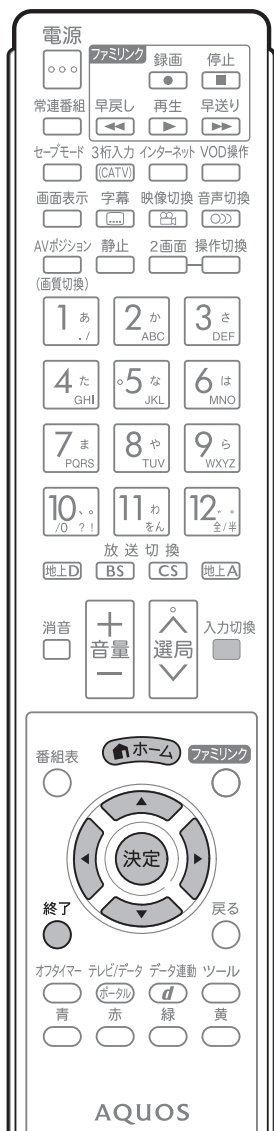 電源
ファミリンク 録画 停止
常連番組 早戻し 再生 早送り
セーブモード 3桁入力 インターネット VOD操作
(CATV)
画面表示 字幕 映像切換 音声切換
AVポジション 静止 2画面 操作切換
(画質切換)
1 あ ./
2 か ABC
3 さ DEF
4 た GHI
5 な JKL
6 は MNO
7 ま PQRS
8 や TUV
9 ら WXYZ
10 、。 /0 ?!
11 わ をん
12 ゛゜ 全/半
放送切換
地上D BS CS 地上A
消音 + 音量 − 選局 入力切換
番組表 ホーム ファミリンク
決定
終了 戻る
オフタイマー テレビ/データ データ連動 ツール
ポータル d
青 赤 緑 黄
AQUOS